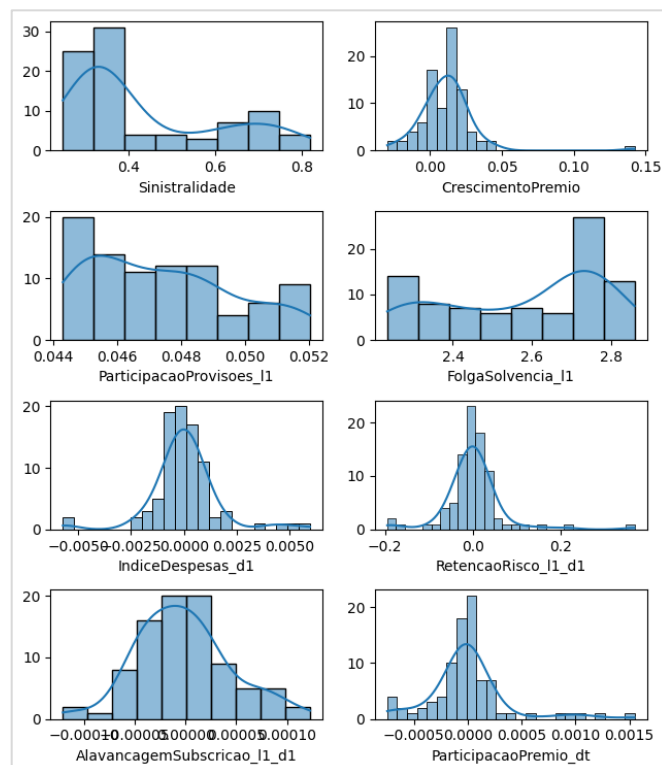 30
20
10
0
0.4 0.6 0.8
Sinistralidade
20
10
0
0.00 0.05 0.10 0.15
CrescimentoPremio
20
15
10
5
0
0.044 0.046 0.048 0.050 0.052
ParticipacaoProvisoes_l1
20
10
0
2.4 2.6 2.8
FolgaSolvencia_l1
20
10
0
−0.0050 −0.0025 0.0000 0.0025 0.0050
IndiceDespesas_d1
20
10
0
−0.2 0.0 0.2
RetencaoRisco_l1_d1
20
15
10
5
0
−0.00010 −0.00005 0.00000 0.00005 0.00010
AlavancagemSubscricao_l1_d1
20
10
0
−0.0005 0.0000 0.0005 0.0010 0.0015
ParticipacaoPremio_dt